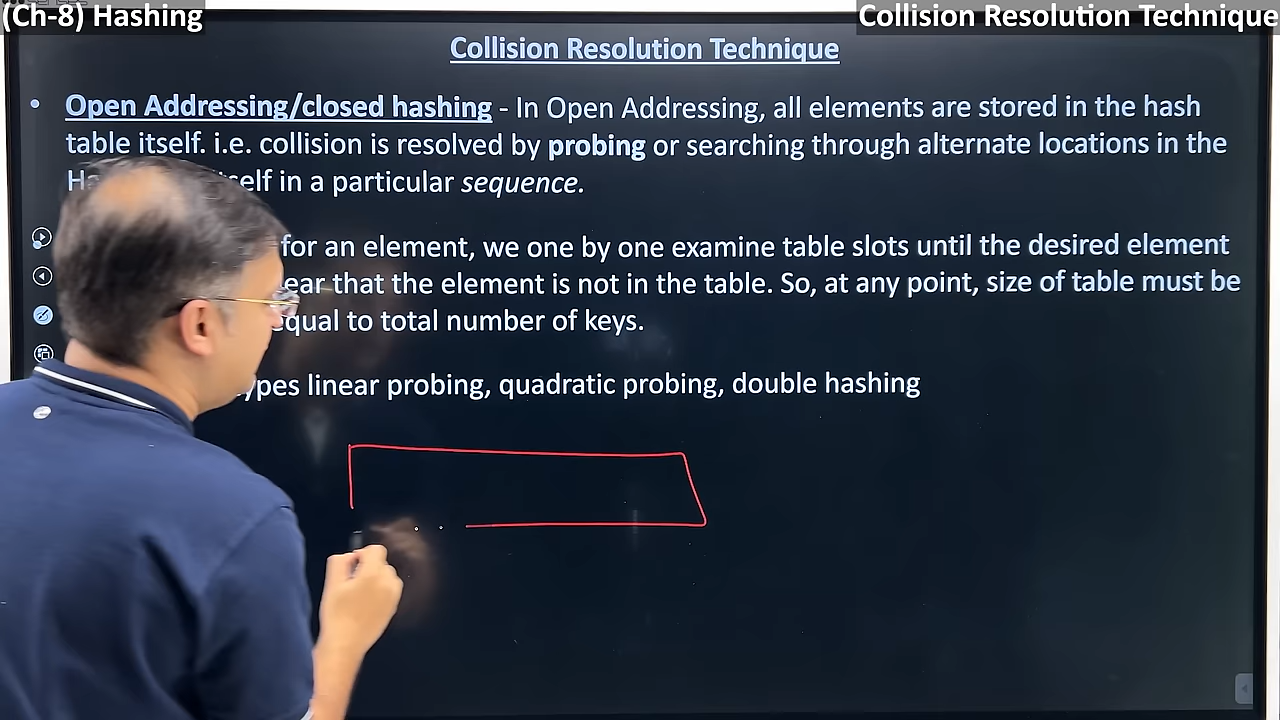 (Ch-8) Hashing
Collision Resolution Technique
Collision Resolution Technique
• Open Addressing/closed hashing - In Open Addressing, all elements are stored in the hash
table itself. i.e. collision is resolved by probing or searching through alternate locations in the
in a particular sequence.
for an element, we one by one examine table slots until the desired element
that the element is not in the table. So, at any point, size of table must be
equal to total number of keys.
linear probing, quadratic probing, double hashing